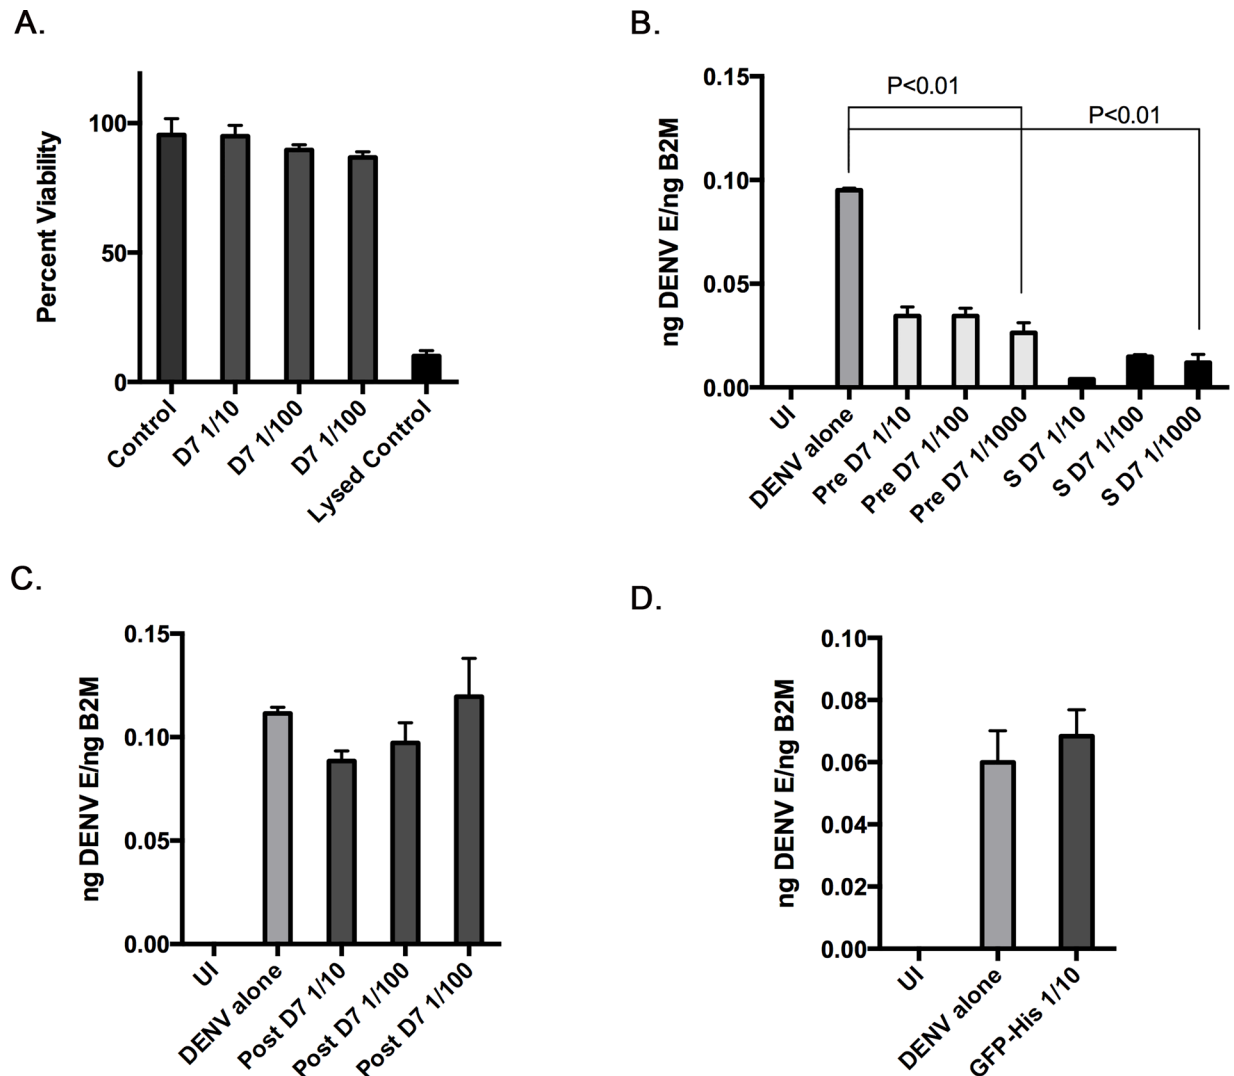 A.
Percent Viability
100
50
0
Control
D7 1/10
D7 1/100
D7 1/100
Lysed Control
B.
ng DENV E/ng B2M
0.15
0.10
0.05
0.00
P<0.01
P<0.01
UI
DENV alone
Pre D7 1/10
Pre D7 1/100
Pre D7 1/1000
S D7 1/10
S D7 1/100
S D7 1/1000
C.
ng DENV E/ng B2M
0.15
0.10
0.05
0.00
UI
DENV alone
Post D7 1/10
Post D7 1/100
Post D7 1/100
D.
ng DENV E/ng B2M
0.10
0.08
0.06
0.04
0.02
0.00
UI
DENV alone
GFP-His 1/10